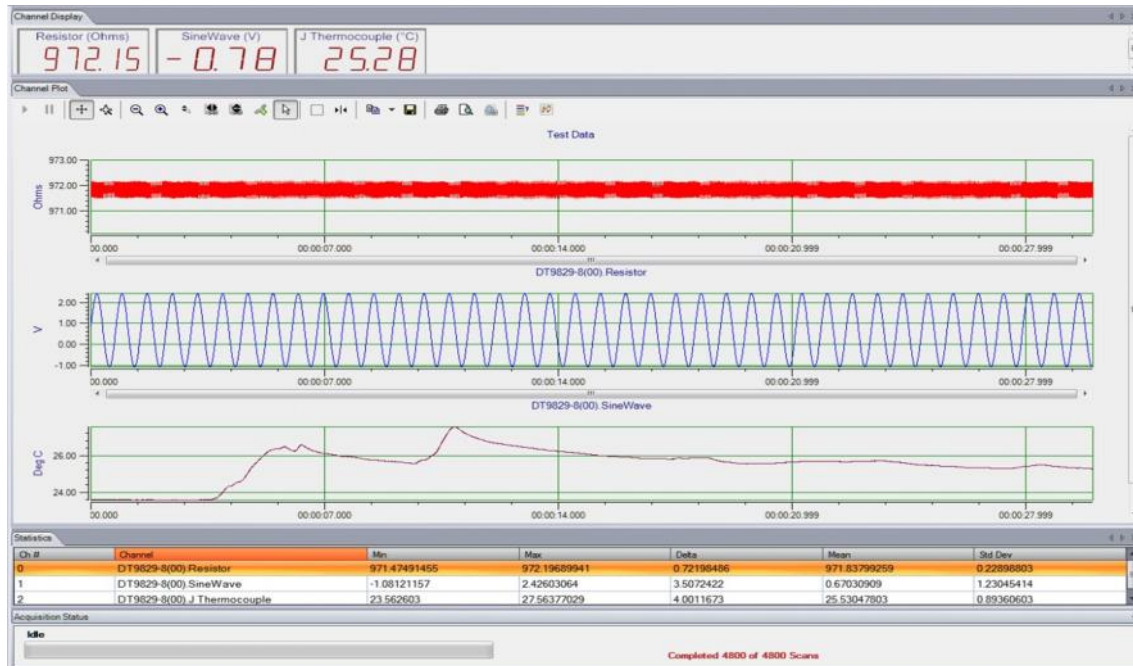 Channel Display
Resistor (Ohms) SineWave (V) J Thermocouple (°C)
972.15 -0.78 25.28
Channel Plot
Test Data
973.00
972.00
971.00
Ohms
00.000 00:00:07.000 00:00:14.000 00:00:20.999 00:00:27.999
DT9829-8(00).Resistor
2.00
1.00
0.00
-1.00
V
00.000 00:00:07.000 00:00:14.000 00:00:20.999 00:00:27.999
DT9829-8(00).SineWave
26.00
24.00
Deg C
00.000 00:00:07.000 00:00:14.000 00:00:20.999 00:00:27.999
Statistics
Ch # Channel Min Max Delta Mean Std Dev
0 DT9829-8(00).Resistor 971.47491455 972.19689941 0.72198486 971.83799259 0.22898803
1 DT9829-8(00).SineWave -1.08121157 2.42603064 3.5072422 0.67030909 1.23045414
2 DT9829-8(00).J Thermocouple 23.562603 27.56377029 4.0011673 25.53047803 0.89360603
Acquisition Status
Idle
Completed 4800 of 4800 Scans